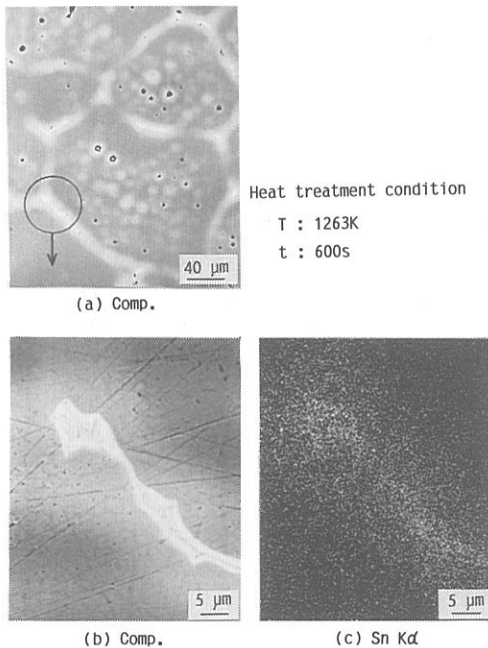 Heat treatment condition
T : 1263K
t : 600s
40 μm
(a) Comp.
5 μm
5 μm
(b) Comp.
(c) Sn Kα